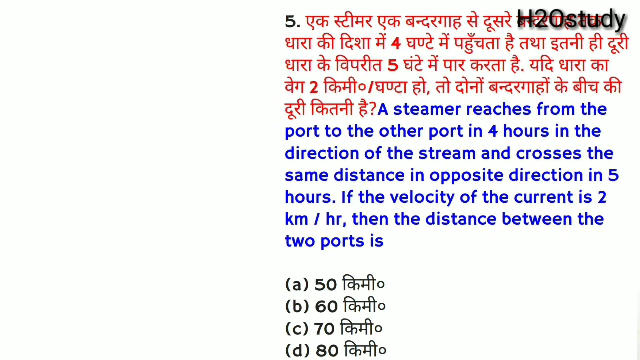 H2Ostudy
5. एक स्टीमर एक बन्दरगाह से दूसरे
धारा की दिशा में 4 घण्टे में पहुँचता है तथा इतनी ही दूरी
धारा के विपरीत 5 घंटे में पार करता है. यदि धारा का
वेग 2 किमी०/घण्टा हो, तो दोनों बन्दरगाहों के बीच की
दूरी कितनी है?A steamer reaches from the
port to the other port in 4 hours in the
direction of the stream and crosses the
same distance in opposite direction in 5
hours. If the velocity of the current is 2
km / hr, then the distance between the
two ports is
(a) 50 किमी०
(b) 60 किमी०
(c) 70 किमी०
(d) 80 किमी०